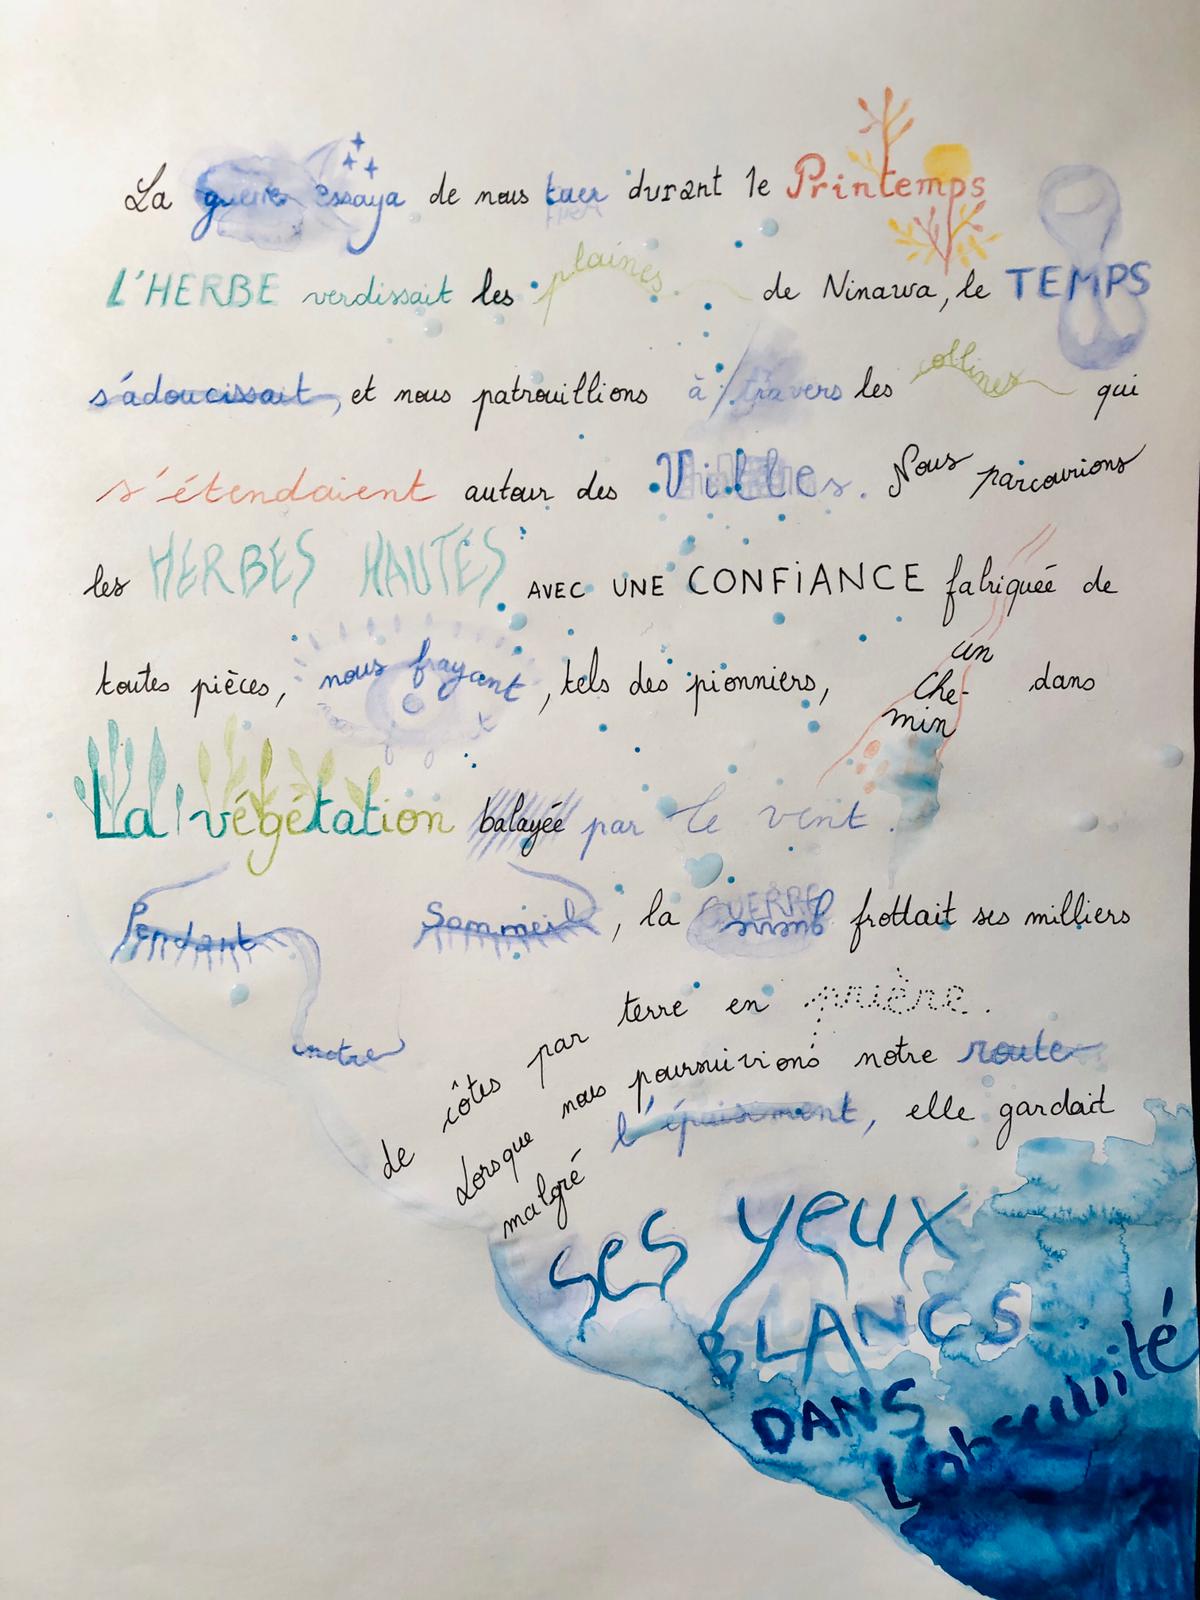 La guerre essaya de nous tuer durant le Printemps
L'HERBE verdissait les plaines de Ninawa, le TEMPS
s'adoucissait, et nous patrouillions à travers les collines qui
s'étendaient autour des Villes. Nous parcourions
les HERBES HAUTES AVEC UNE CONFiANCE fabriquée de
toutes pièces, nous frayant, tels des pionniers, un che-min dans
La végétation balayée par le vent.
Pendant notre Sommeil, la GUERRE frottait ses milliers
de côtes par terre en prière.
Lorsque nous poursuivions notre route
malgré l'épuisement, elle gardait
ses yeux
BLANCS
DANS
L'obscurité